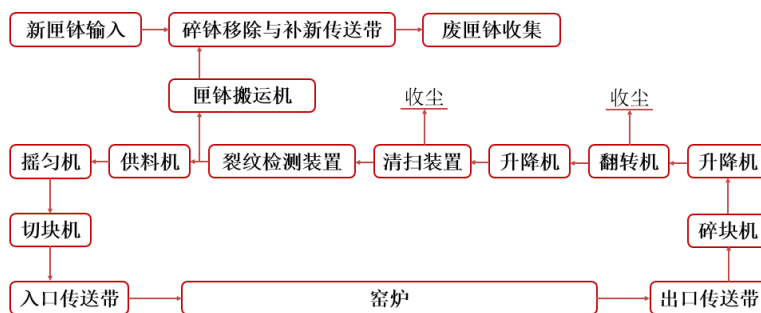 新匣钵输入
碎钵移除与补新传送带
废匣钵收集
匣钵搬运机
收尘
收尘
摇匀机
供料机
裂纹检测装置
清扫装置
升降机
翻转机
升降机
切块机
碎块机
入口传送带
窑炉
出口传送带